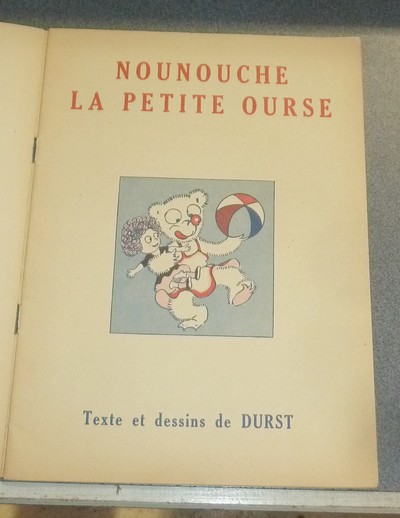 NOUNOUCHE
LA PETITE OURSE
Texte et dessins de DURST